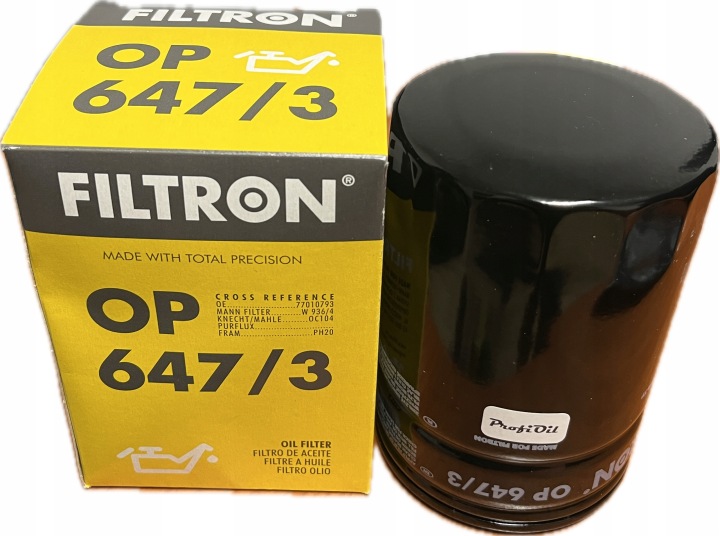 FILTRON
OP
647/3
FILTRON®
MADE WITH TOTAL PRECISION
OP
647/3
CROSS REFERENCE
OE 77010793
MANN FILTER W 936/4
KNECHT/MAHLE OC104
PURFLUX
FRAM PH20
OIL FILTER
FILTRO DE ACEITE
FILTRE A HUILE
FILTRO OLIO
ProfiOil
MADE FOR FILTRON
OP 647/3